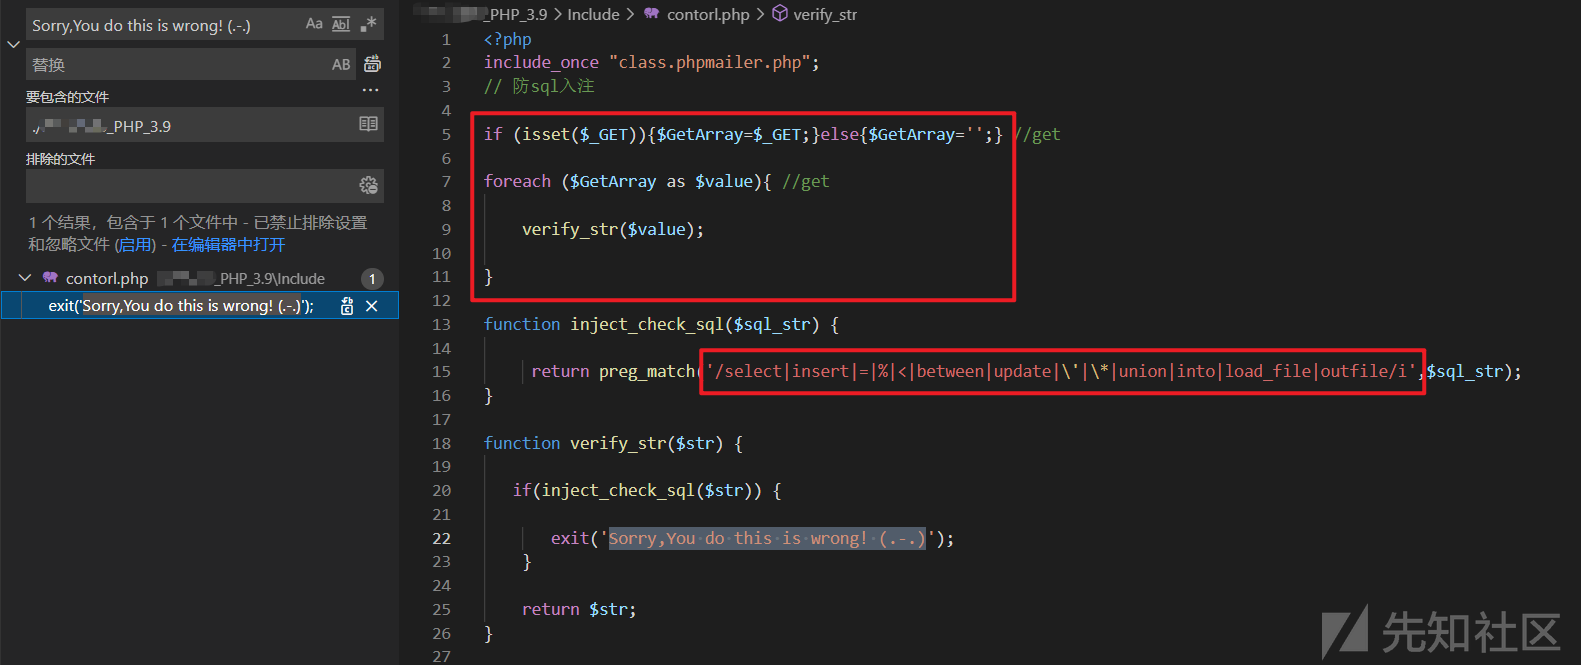 Sorry,You do this is wrong! (.-.)
Aa
Abl
.*
替换
AB
要包含的文件
./
_PHP_3.9
排除的文件
1 个结果，包含于 1 个文件中 - 已禁止排除设置
和忽略文件 (启用) - 在编辑器中打开
contorl.php
_PHP_3.9\Include
1
exit('Sorry,You do this is wrong! (.-.)');
_PHP_3.9 > Include > contorl.php > verify_str
1 <?php
2 include_once "class.phpmailer.php";
3 // 防sql入注
4
5 if (isset($_GET)){$GetArray=$_GET;}else{$GetArray='';} //get
6
7 foreach ($GetArray as $value){ //get
8
9 verify_str($value);
10
11 }
12
13 function inject_check_sql($sql_str) {
14
15 return preg_match('/select|insert|=|%|<|between|update|\'|\*|union|into|load_file|outfile/i',$sql_str);
16 }
17
18 function verify_str($str) {
19
20 if(inject_check_sql($str)) {
21
22 exit('Sorry,You do this is wrong! (.-.)');
23 }
24
25 return $str;
26 }
27
先知社区